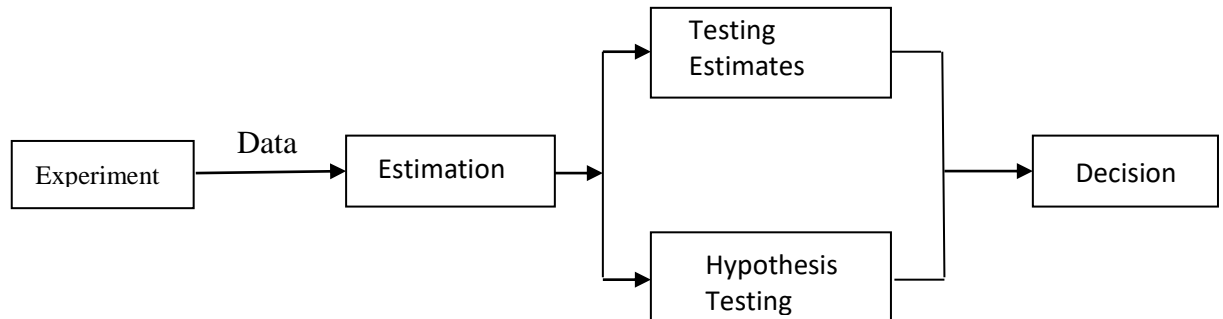 Testing
Estimates
Data
Experiment
Estimation
Decision
Hypothesis
Testing